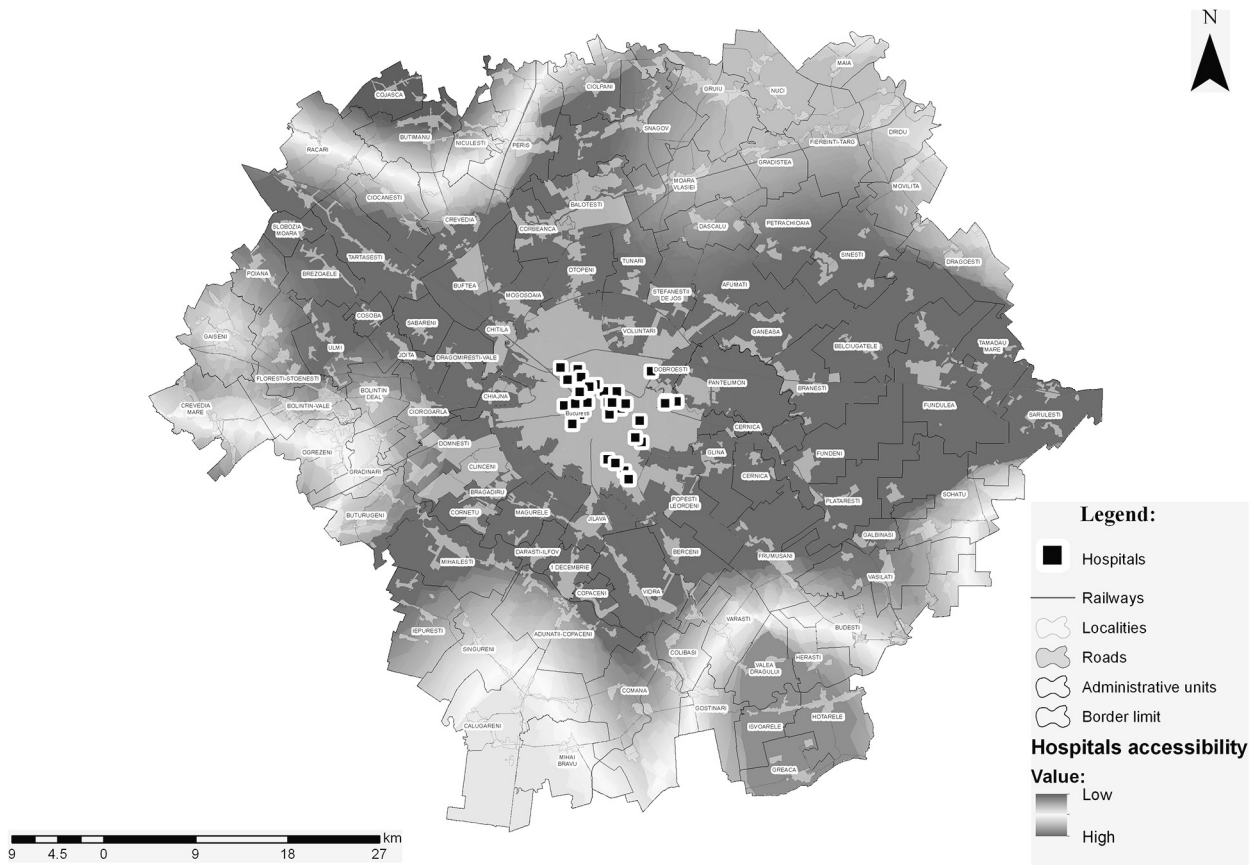 N
MAIA
COJASCA
CIOLPANI
GRUIU
NUCI
BUTIMANU
NICULESTI
PERIS
SNAGOV
DRIDU
FIERBINTI-TARG
RACARI
GRADISTEA
MOARA
VLASIEI
MOVILITA
CIOCANESTI
BALOTESTI
CREVEDIA
CORBEANCA
DASCALU
PETRACHIOAIA
SLOBOZIA
MOARA
TARTASESTI
SINESTI
DRAGOESTI
POIANA
BREZOAELE
OTOPENI
TUNARI
BUFTEA
AFUMATI
MOGOSOAIA
STEFANESTII
DE JOS
COSOBA
SABARENI
CHITILA
VOLUNTARI
GANEASA
GAISENI
ULMI
JOITA
DRAGOMIRESTI-VALE
BELCIUGATELE
TAMADAU
MARE
DOBROESTI
FLORESTI-STOENESTI
BOLINTIN
DEAL
CHIAJNA
PANTELIMON
BRANESTI
CREVEDIA
MARE
BOLINTIN-VALE
CIOROGARLA
Bucuresti
FUNDULEA
SARULESTI
CERNICA
OGREZENI
DOMNESTI
GLINA
FUNDENI
GRADINARI
CLINCENI
CERNICA
BRAGADIRU
SOHATU
BUTURUGENI
CORNETU
MAGURELE
JILAVA
POPESTI
LEORDENI
PLATARESTI
GALBINASI
MIHAILESTI
DARASTI-ILFOV
1 DECEMBRIE
BERCENI
FRUMUSANI
VASILATI
COPACENI
VIDRA
VARASTI
BUDESTI
IEPURESTI
ADUNATII-COPACENI
SINGURENI
COLIBASI
VALEA
DRAGULUI
HERASTI
COMANA
GOSTINARI
CALUGARENI
ISVOARELE
HOTARELE
MIHAI
BRAVU
GREACA
Legend:
Hospitals
Railways
Localities
Roads
Administrative units
Border limit
Hospitals accessibility
Value:
Low
High
km
9 4.5 0 9 18 27